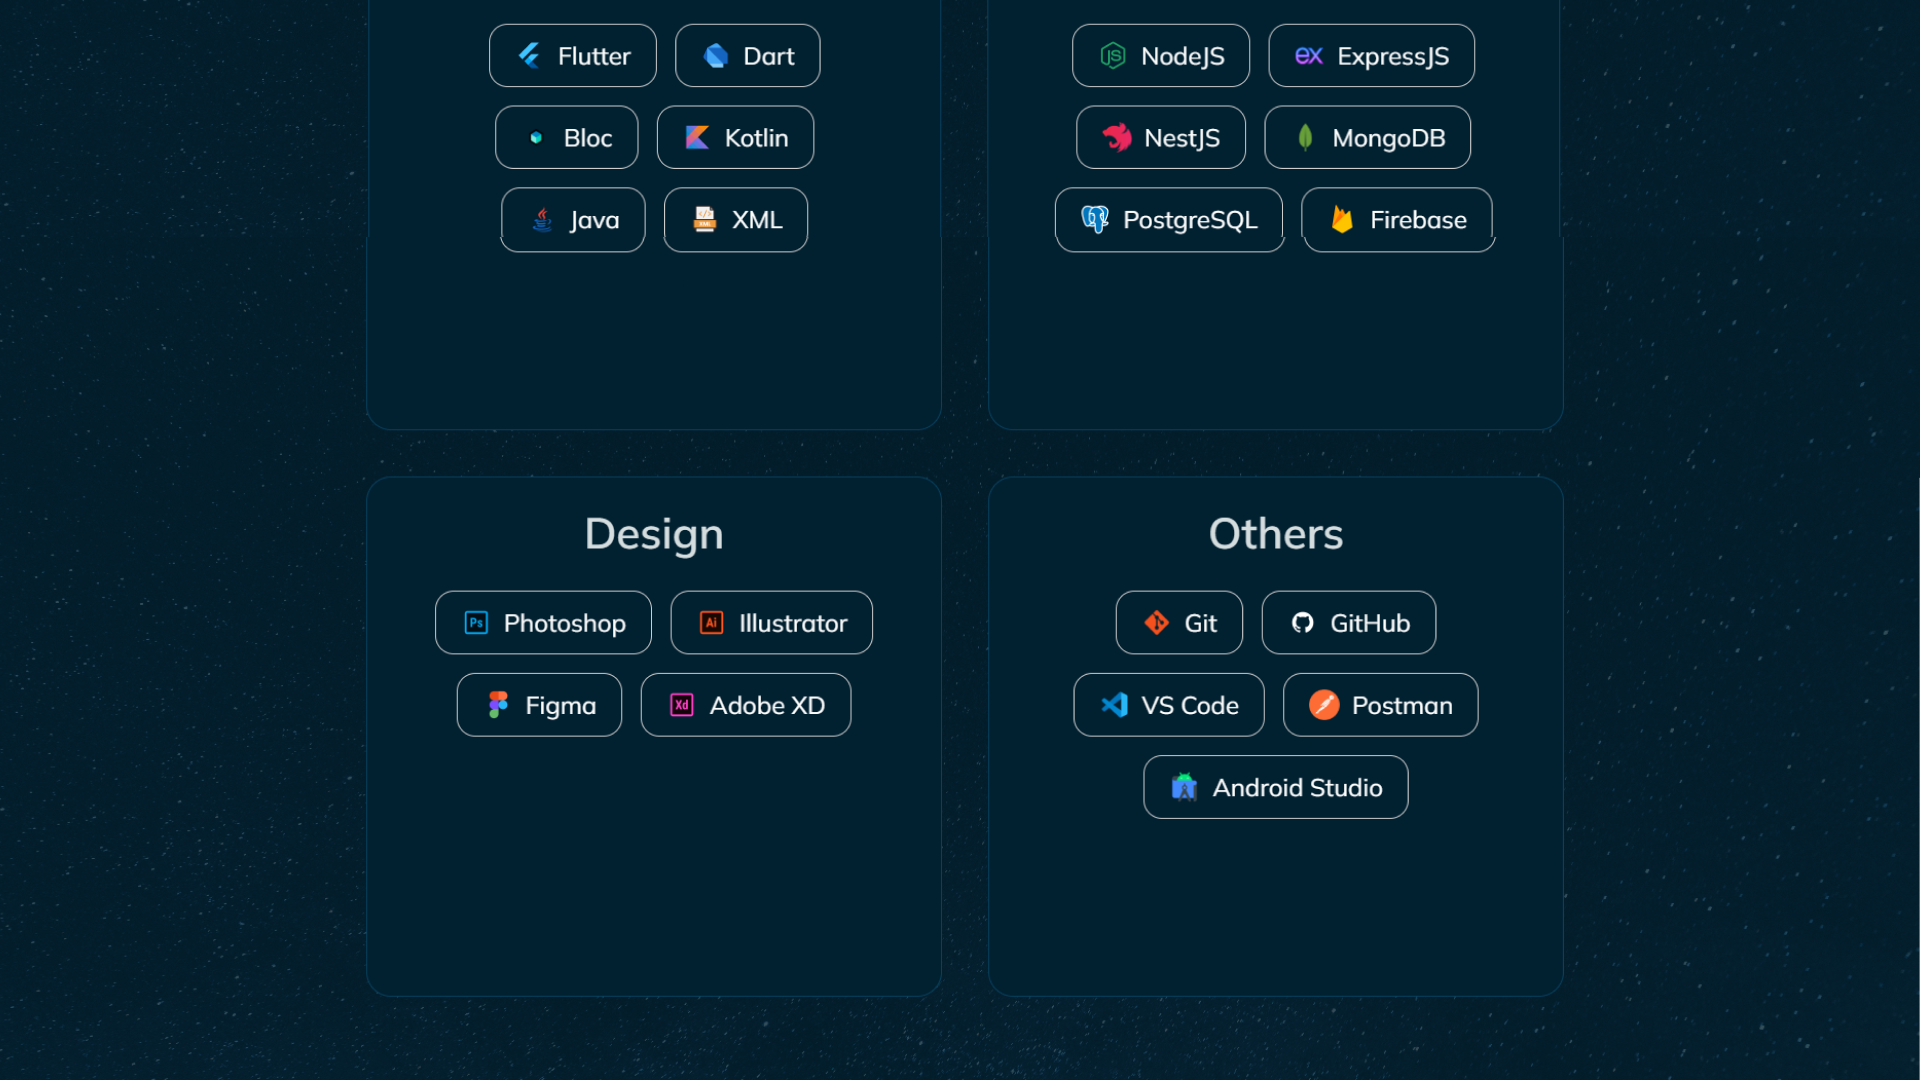 Flutter Dart
Bloc Kotlin
Java XML
NodeJS ExpressJS
NestJS MongoDB
PostgreSQL Firebase
Design
Photoshop Illustrator
Figma Adobe XD
Others
Git GitHub
VS Code Postman
Android Studio